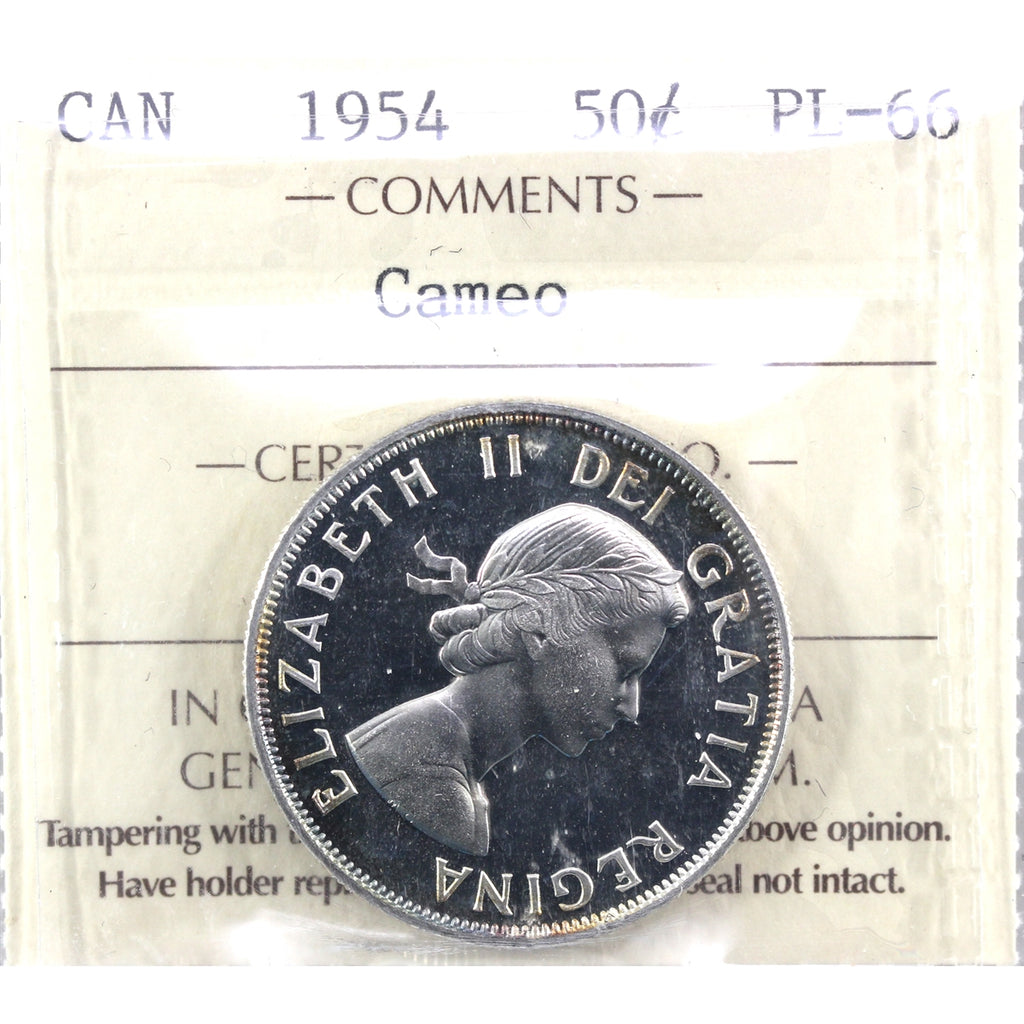 CAN 1954 50¢ PL-66
— COMMENTS —
Cameo
— CERT O. —
ELIZABETH II DEI GRATIA REGINA
IN A
GEN M.
Tampering with bove opinion.
Have holder rep seal not intact.